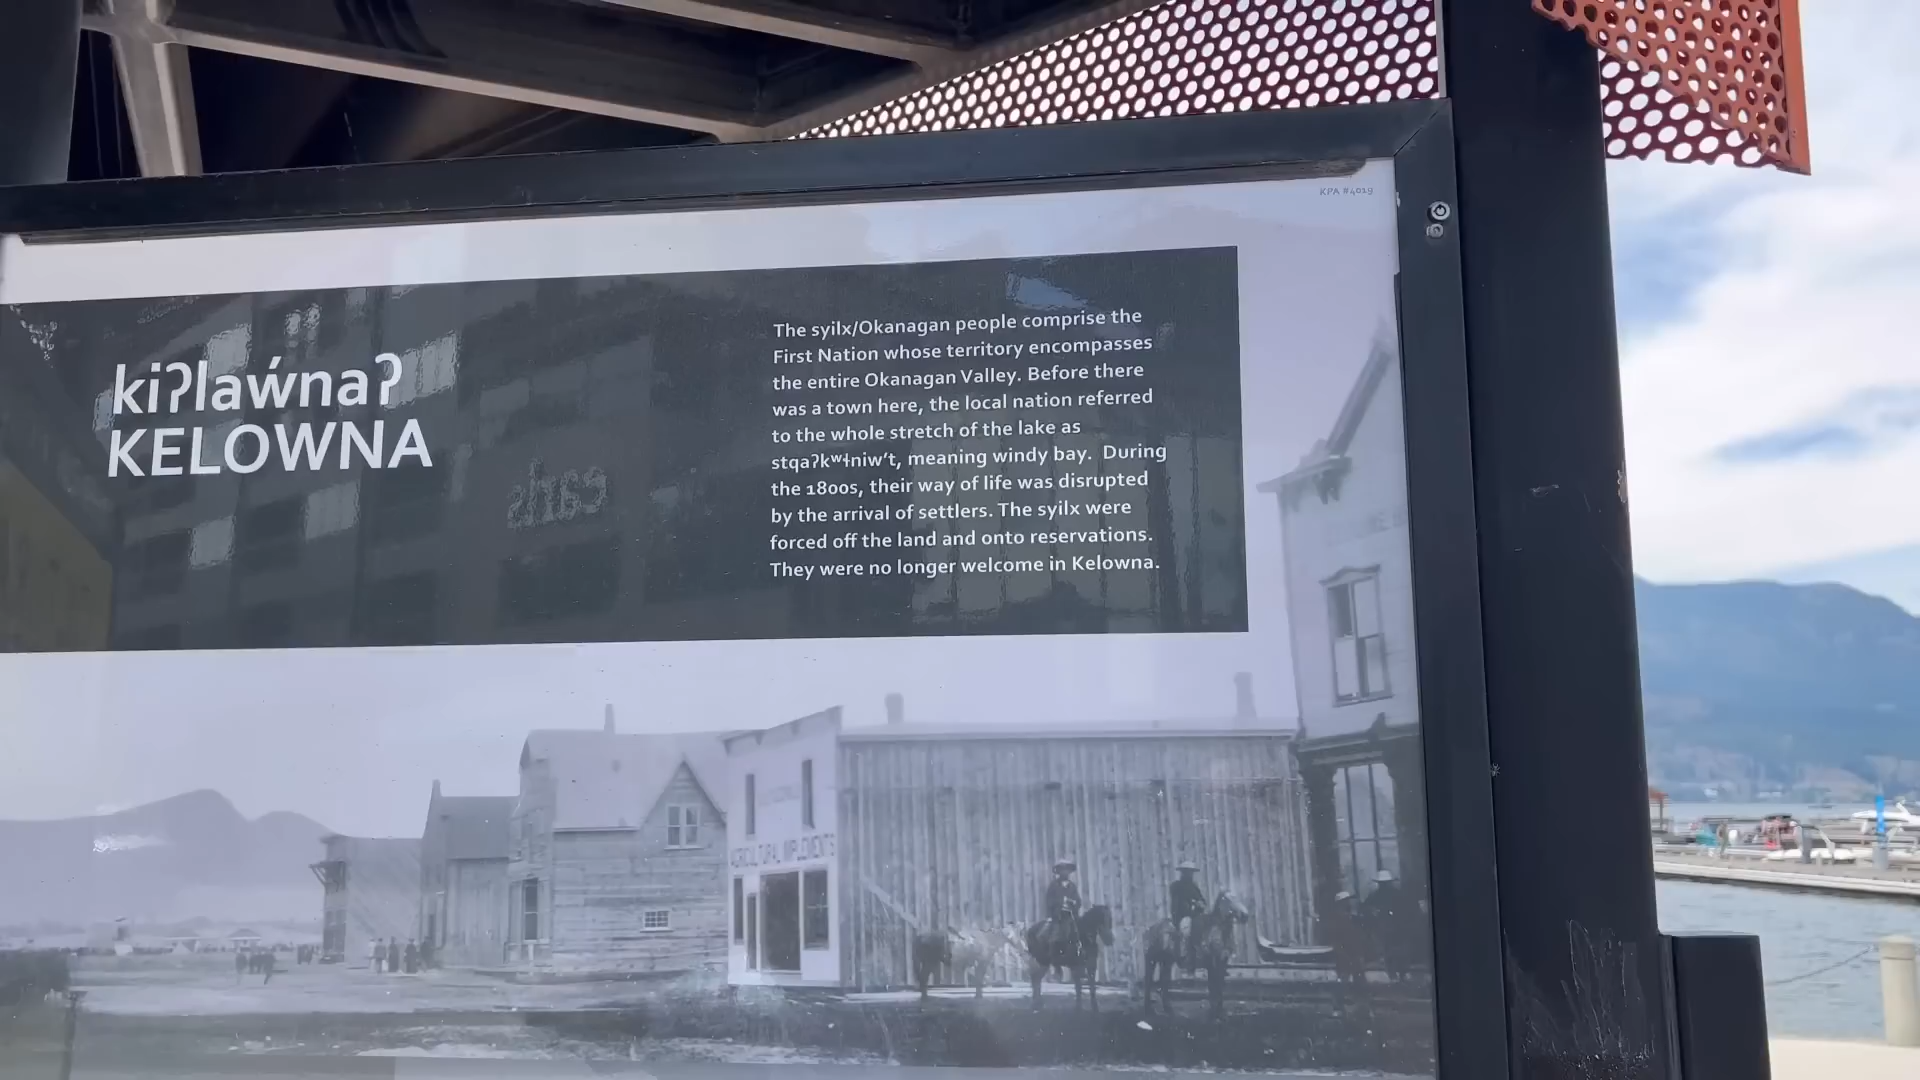 KPA #4019
kiʔlaẃnaʔ
KELOWNA
The syilx/Okanagan people comprise the
First Nation whose territory encompasses
the entire Okanagan Valley. Before there
was a town here, the local nation referred
to the whole stretch of the lake as
stqaʔkʷɬniw't, meaning windy bay. During
the 1800s, their way of life was disrupted
by the arrival of settlers. The syilx were
forced off the land and onto reservations.
They were no longer welcome in Kelowna.
AGRICULTURAL IMPLEMENTS